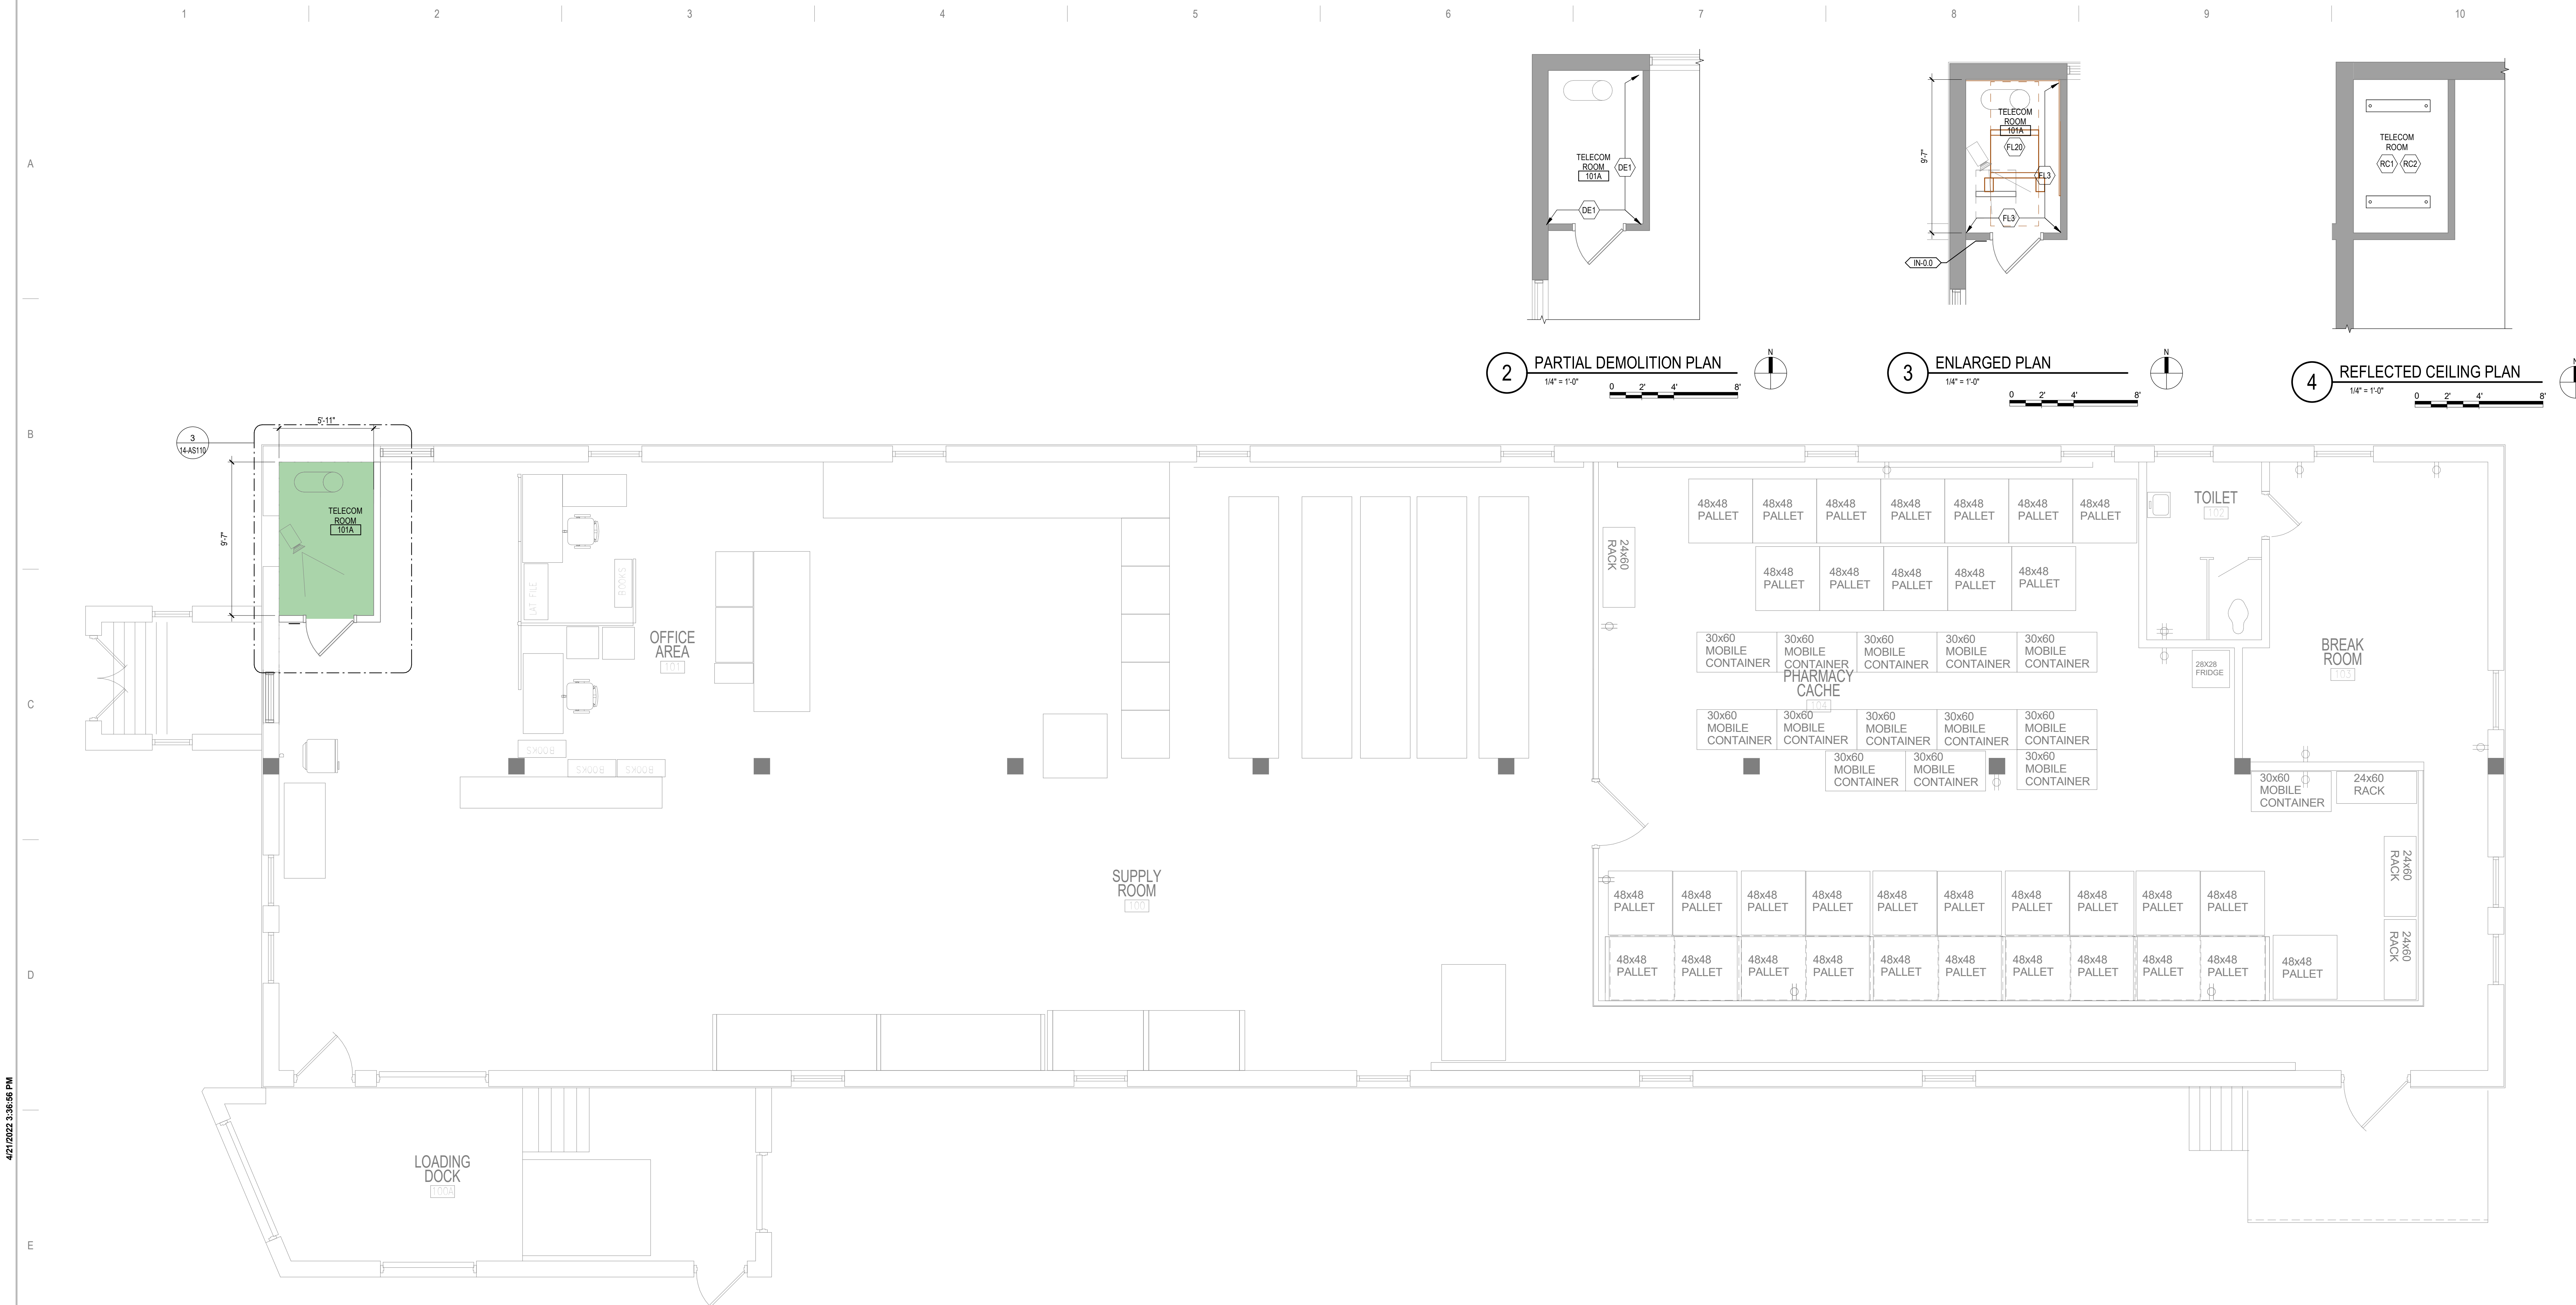 1 2 3 4 5 6 7 8 9 10
A
B
C
D
E
4/21/2022 3:36:56 PM
TELECOM
ROOM
101A
DE1
DE1
2
PARTIAL DEMOLITION PLAN
1/4" = 1'-0"
0 2' 4' 8'
N
9'-7"
TELECOM
ROOM
101A
FL20
FL3
FL3
IN-0.0
3
ENLARGED PLAN
1/4" = 1'-0"
0 2' 4' 8'
N
TELECOM
ROOM
RC1 RC2
4
REFLECTED CEILING PLAN
1/4" = 1'-0"
0 2' 4' 8'
N
3
14-AS110
5'-11"
9'-7"
TELECOM
ROOM
101A
LAT FILE
BOOKS
OFFICE
AREA
101
BOOKS
BOOKS BOOKS
SUPPLY
ROOM
100
LOADING
DOCK
100A
24x60
RACK
48x48
PALLET
48x48
PALLET
48x48
PALLET
48x48
PALLET
48x48
PALLET
48x48
PALLET
48x48
PALLET
48x48
PALLET
48x48
PALLET
48x48
PALLET
48x48
PALLET
48x48
PALLET
30x60
MOBILE
CONTAINER
30x60
MOBILE
CONTAINER
30x60
MOBILE
CONTAINER
30x60
MOBILE
CONTAINER
30x60
MOBILE
CONTAINER
PHARMACY
CACHE
104
30x60
MOBILE
CONTAINER
30x60
MOBILE
CONTAINER
30x60
MOBILE
CONTAINER
30x60
MOBILE
CONTAINER
30x60
MOBILE
CONTAINER
30x60
MOBILE
CONTAINER
30x60
MOBILE
CONTAINER
30x60
MOBILE
CONTAINER
TOILET
102
28X28
FRIDGE
BREAK
ROOM
103
30x60
MOBILE
CONTAINER
24x60
RACK
24x60
RACK
24x60
RACK
48x48
PALLET
48x48
PALLET
48x48
PALLET
48x48
PALLET
48x48
PALLET
48x48
PALLET
48x48
PALLET
48x48
PALLET
48x48
PALLET
48x48
PALLET
48x48
PALLET
48x48
PALLET
48x48
PALLET
48x48
PALLET
48x48
PALLET
48x48
PALLET
48x48
PALLET
48x48
PALLET
48x48
PALLET
48x48
PALLET
48x48
PALLET